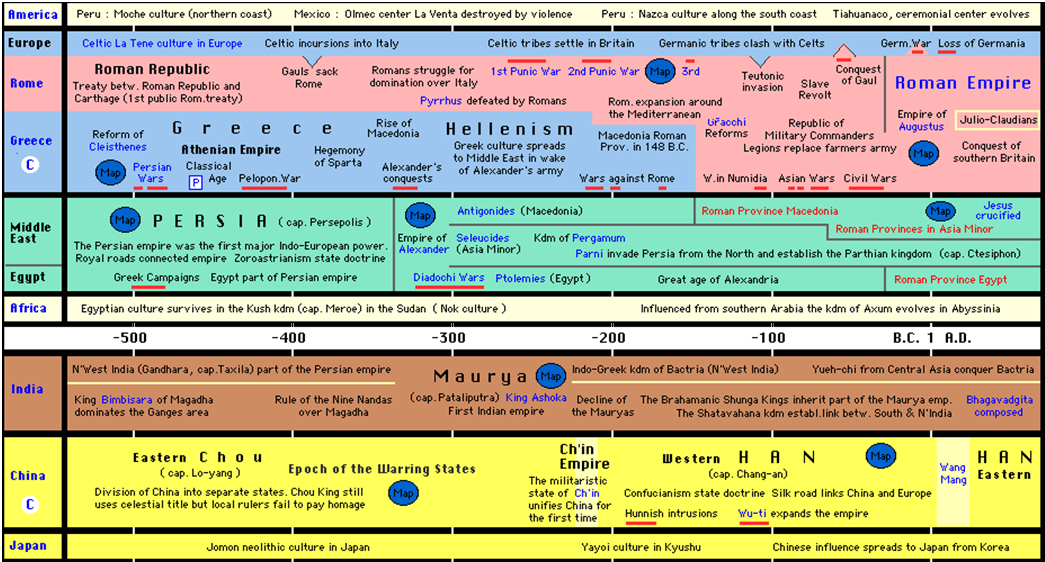 America
Peru : Moche culture (northern coast)
Mexico : Olmec center La Venta destroyed by violence
Peru : Nazca culture along the south coast
Tiahuanaco, ceremonial center evolves
Europe
Celtic La Tene culture in Europe
Celtic incursions into Italy
Celtic tribes settle in Britain
Germanic tribes clash with Celts
Germ.War
Loss of Germania
Rome
Roman Republic
Treaty betw. Roman Republic and
Carthage (1st public Rom.treaty)
Gauls sack
Rome
Romans struggle for
domination over Italy
Pyrrhus defeated by Romans
1st Punic War
2nd Punic War
Map
3rd
Rom. expansion around
the Mediterranean
Teutonic
invasion
Slave
Revolt
Conquest
of Gaul
Roman Empire
Empire of
Augustus
Julio-Claudians
Greece
C
Reform of
Cleisthenes
Map
Persian
Wars
Greece
Athenian Empire
Classical
Age
P
Pelopon.War
Hegemony
of Sparta
Rise of
Macedonia
Alexander's
conquests
Hellenism
Greek culture spreads
to Middle East in wake
of Alexander's army
Macedonia Roman
Prov. in 148 B.C.
Wars against Rome
Gracchi
Reforms
Republic of
Military Commanders
Legions replace farmers army
W.in Numidia
Asian Wars
Civil Wars
Map
Conquest of
southern Britain
Middle
East
Map
PERSIA (cap. Persepolis)
The Persian empire was the first major Indo-European power.
Royal roads connected empire Zoroastrianism state doctrine
Map
Empire of
Alexander
Antigonides (Macedonia)
Seleucides
(Asia Minor)
Kdm of Pergamum
Parni invade Persia from the North and establish the Parthian kingdom (cap. Ctesiphon)
Roman Province Macedonia
Map
Jesus
crucified
Roman Provinces in Asia Minor
Egypt
Greek Campaigns
Egypt part of Persian empire
Diadochi Wars
Ptolemies (Egypt)
Great age of Alexandria
Roman Province Egypt
Africa
Egyptian culture survives in the Kush kdm (cap. Meroe) in the Sudan ( Nok culture )
Influenced from southern Arabia the kdm of Axum evolves in Abyssinia
-500
-400
-300
-200
-100
B.C. 1 A.D.
India
N'West India (Gandhara, cap.Taxila) part of the Persian empire
King Bimbisara of Magadha
dominates the Ganges area
Rule of the Nine Nandas
over Magadha
Maurya
Map
(cap. Pataliputra) King Ashoka
First Indian empire
Indo-Greek kdm of Bactria (N'West India)
Yueh-chi from Central Asia conquer Bactria
Decline of
the Mauryas
The Brahamanic Shunga Kings inherit part of the Maurya emp.
The Shatavahana kdm establ.link betw. South & N'India
Bhagavadgita
composed
China
C
Eastern Chou
(cap. Lo-yang)
Division of China into separate states. Chou King still
uses celestial title but local rulers fail to pay homage
Epoch of the Warring States
Map
Ch'in
Empire
The militaristic
state of Ch'in
unifies China for
the first time
Western HAN
(cap. Chang-an)
Map
Confucianism state doctrine
Silk road links China and Europe
Hunnish intrusions
Wu-ti expands the empire
Wang
Mang
HAN
Eastern
Japan
Jomon neolithic culture in Japan
Yayoi culture in Kyushu
Chinese influence spreads to Japan from Korea